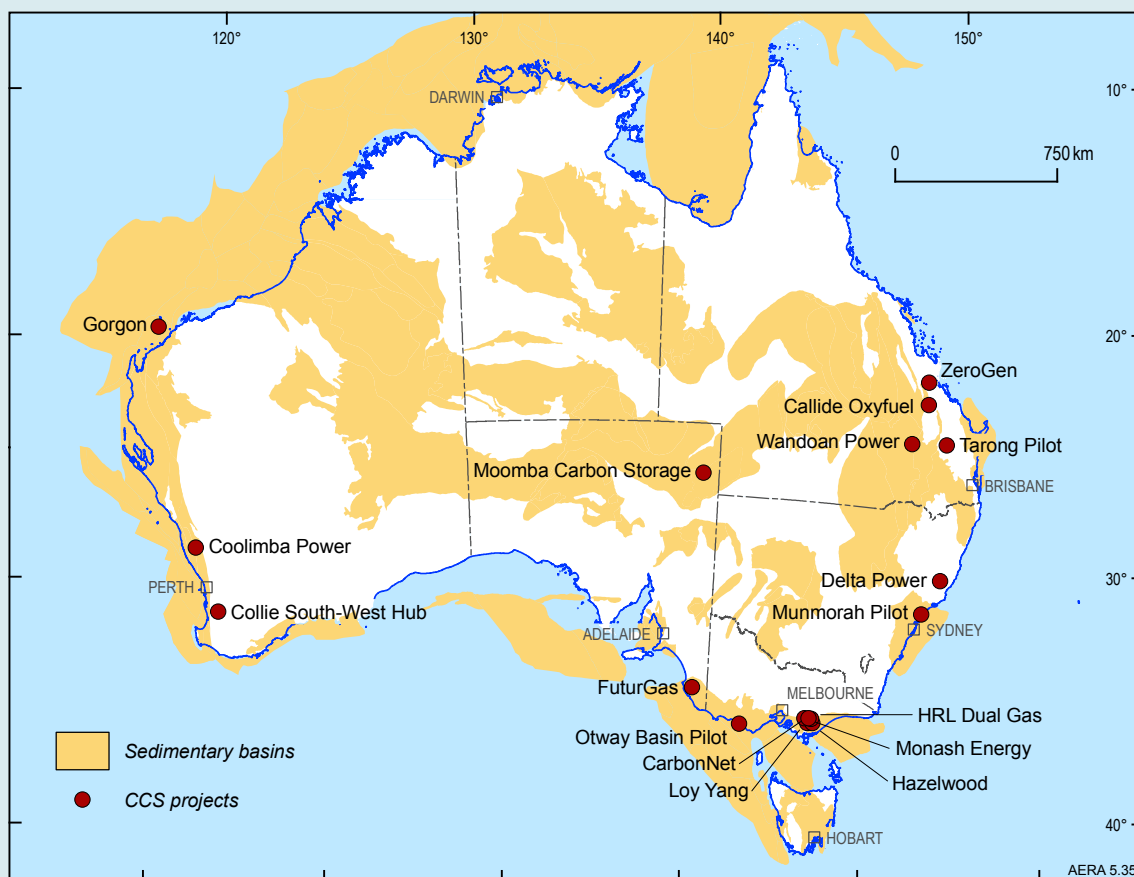 120°
130°
140°
150°
DARWIN
10°
0
750 km
Gorgon
20°
ZeroGen
Callide Oxyfuel
Wandoan Power
Tarong Pilot
Moomba Carbon Storage
BRISBANE
Coolimba Power
PERTH
30°
Delta Power
Collie South-West Hub
Munmorah Pilot
ADELAIDE
SYDNEY
FuturGas
MELBOURNE
HRL Dual Gas
Otway Basin Pilot
Monash Energy
Sedimentary basins
CarbonNet
Hazelwood
Loy Yang
CCS projects
40°
HOBART
AERA 5.35